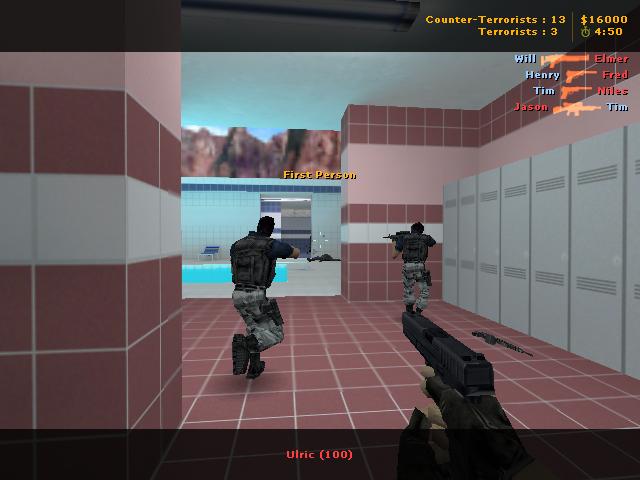 Counter-Terrorists : 13 $16000
Terrorists : 3 4:50
Will Elmer
Henry Fred
Tim Niles
Jason Tim
First Person
Ulric (100)